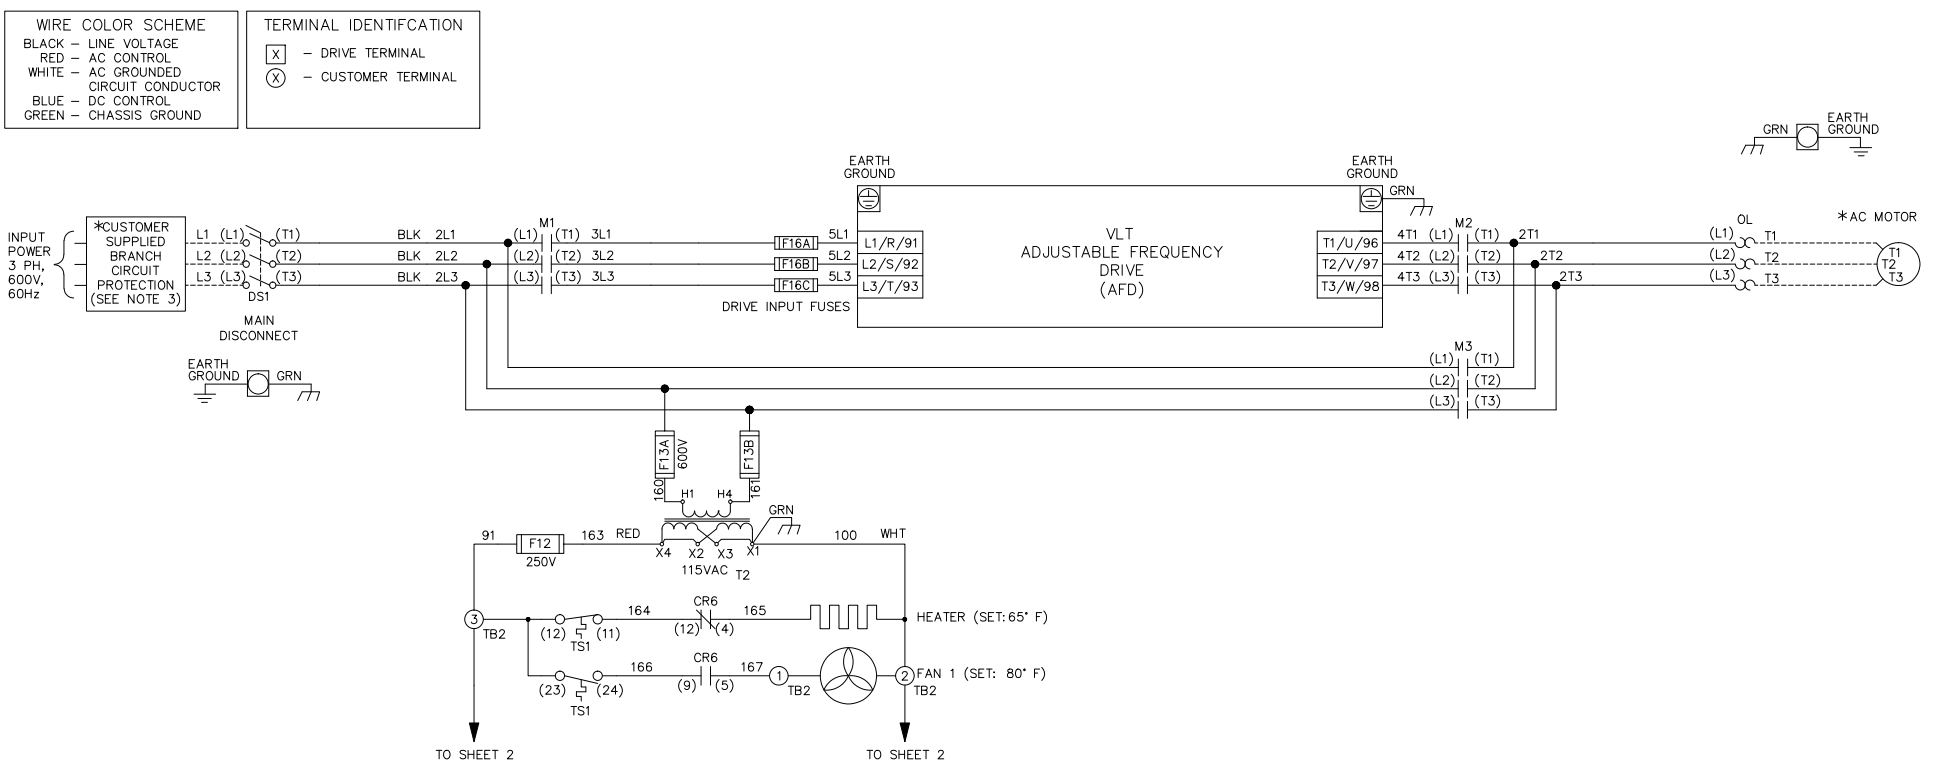 WIRE COLOR SCHEME
BLACK – LINE VOLTAGE
RED – AC CONTROL
WHITE – AC GROUNDED
CIRCUIT CONDUCTOR
BLUE – DC CONTROL
GREEN – CHASSIS GROUND
TERMINAL IDENTIFCATION
X – DRIVE TERMINAL
X – CUSTOMER TERMINAL
GRN
EARTH
GROUND
EARTH
GROUND
EARTH
GROUND
GRN
INPUT
POWER
3 PH,
600V,
60Hz
*CUSTOMER
SUPPLIED
BRANCH
CIRCUIT
PROTECTION
(SEE NOTE 3)
L1 (L1) (T1)
L2 (L2)
L3 (L3) (T3)
DS1
MAIN
DISCONNECT
BLK 2L1
BLK 2L2
BLK 2L3
M1
(L1) (T1) 3L1
(L2) (T2) 3L2
(L3) (T3) 3L3
F16A 5L1
F16B 5L2
F16C 5L3
DRIVE INPUT FUSES
L1/R/91
L2/S/92
L3/T/93
VLT
ADJUSTABLE FREQUENCY
DRIVE
(AFD)
T1/U/96
T2/V/97
T3/W/98
M2
4T1 (L1) (T1) 2T1
4T2 (L2) (T2) 2T2
4T3 (L3) (T3) 2T3
OL
(L1) T1
(L2) T2
(L3) T3
*AC MOTOR
T1
T2
T3
EARTH
GROUND
GRN
M3
(L1) (T1)
(L2) (T2)
(L3) (T3)
F13A
600V
F13B
160
161
H1 H4
GRN
91
F12
250V
163 RED
X4 X2 X3 X1
115VAC T2
100 WHT
3
TB2
(12) (11)
TS1
164
CR6
(12) (4)
165
HEATER (SET:65° F)
(23) (24)
TS1
166
CR6
(9) (5)
167
1
TB2
2
TB2
FAN 1 (SET: 80° F)
TO SHEET 2
TO SHEET 2